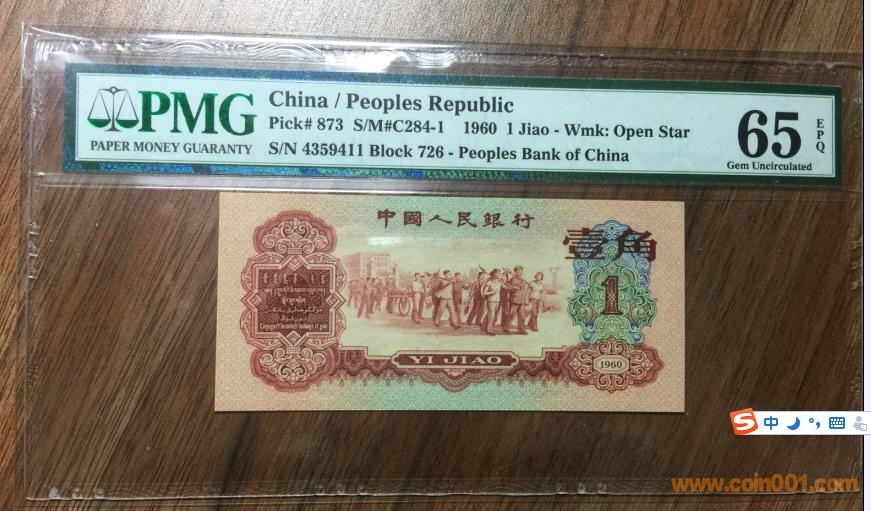 PMG
PAPER MONEY GUARANTY
China / Peoples Republic
Pick# 873 S/M#C284-1 1960 1 Jiao - Wmk: Open Star
S/N 4359411 Block 726 - Peoples Bank of China
65
EPQ
Gem Uncirculated
中國人民銀行
壹角
1
YI JIAO
1960
S中
www.coin001.com